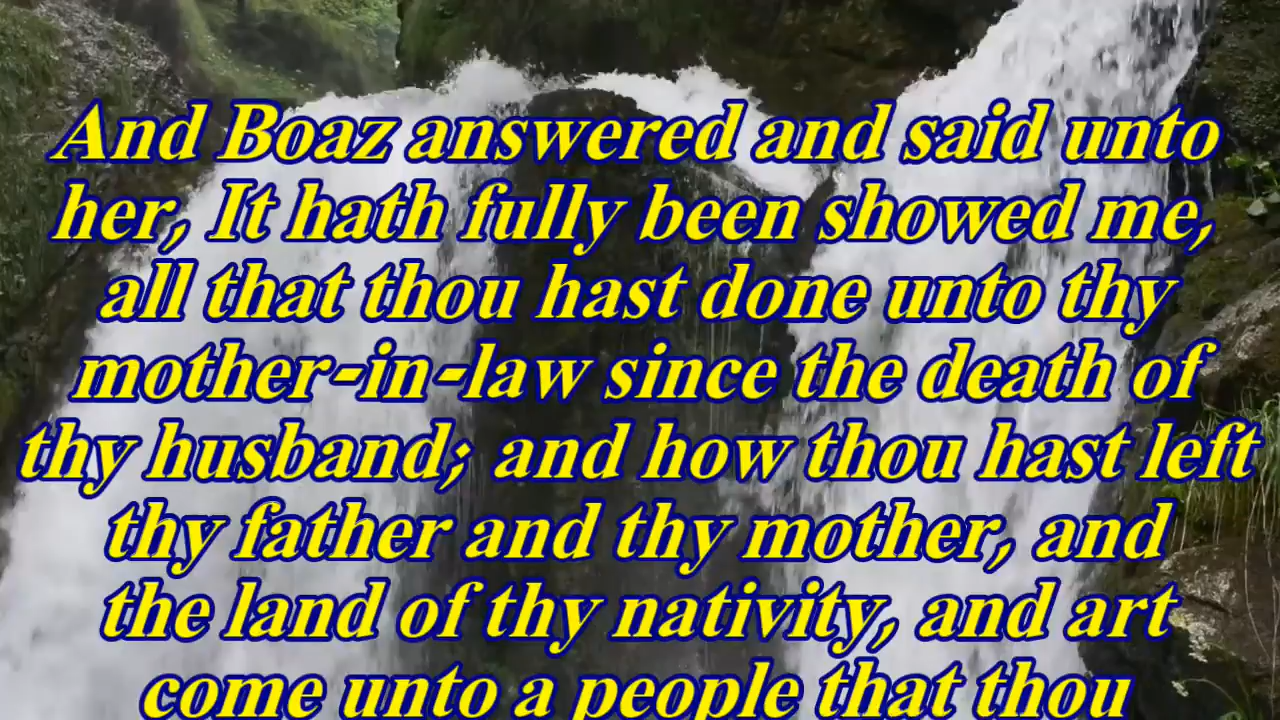 And Boaz answered and said unto
her, It hath fully been showed me,
all that thou hast done unto thy
mother-in-law since the death of
thy husband; and how thou hast left
thy father and thy mother, and
the land of thy nativity, and art
come unto a people that thou